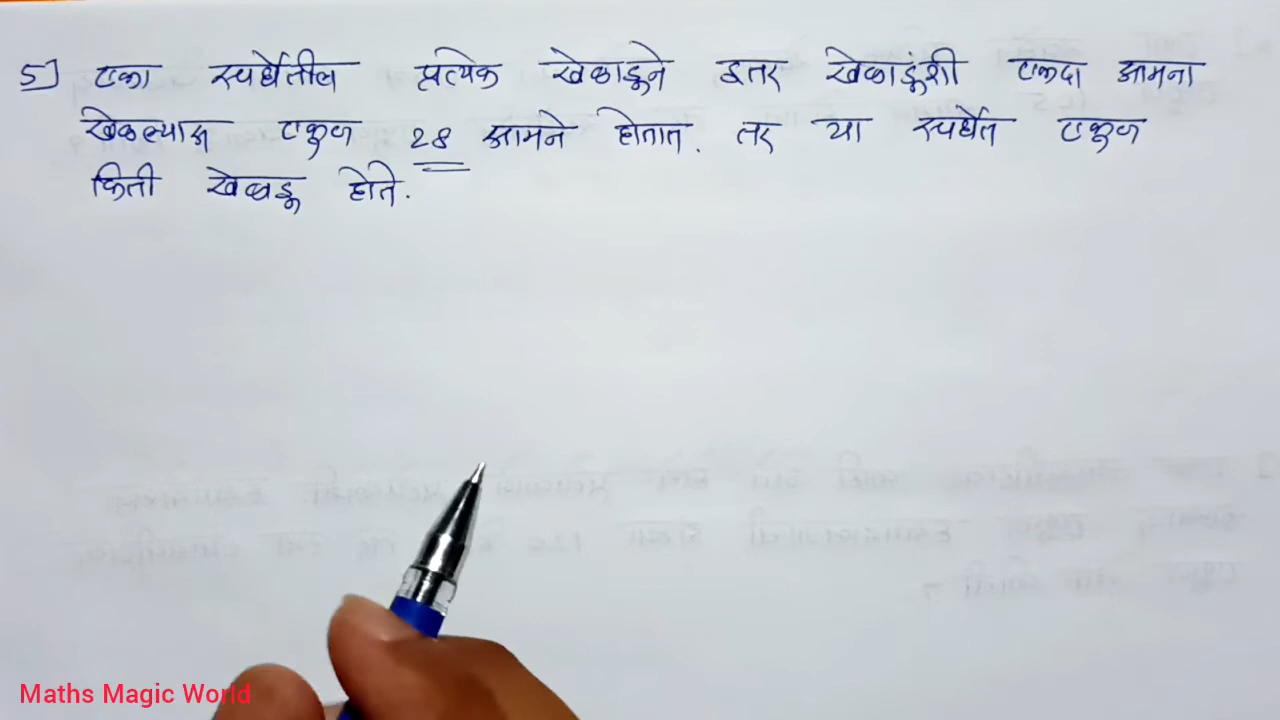 5] एका स्पर्धेतील प्रत्येक खेळाडूने इतर खेळाडूंशी एकदा सामना
खेळल्यास एकूण 28 सामने होतात. तर या स्पर्धेत एकूण
किती खेळाडू होते.
Maths Magic World